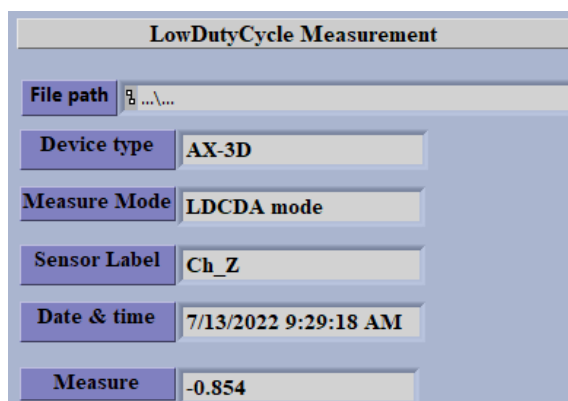 LowDutyCycle Measurement
File path ...\...
Device type AX-3D
Measure Mode LDCDA mode
Sensor Label Ch_Z
Date & time 7/13/2022 9:29:18 AM
Measure -0.854